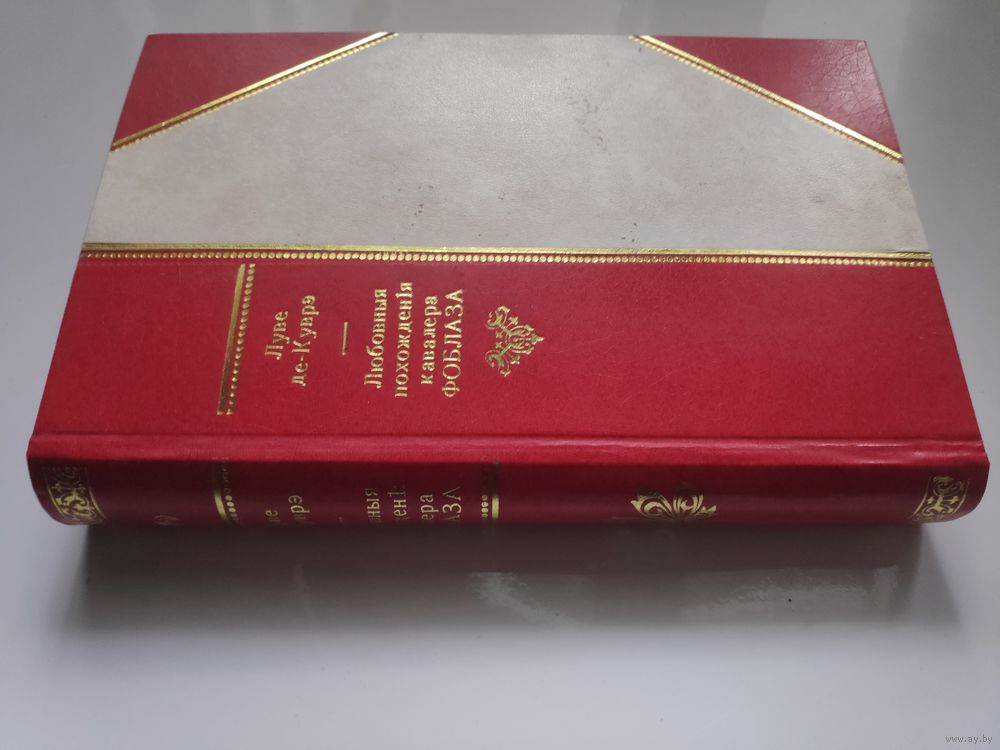 Луве
де-Куврэ
Любовныя
похожденія
кавалера
ФОБЛАЗА
www.ay.by